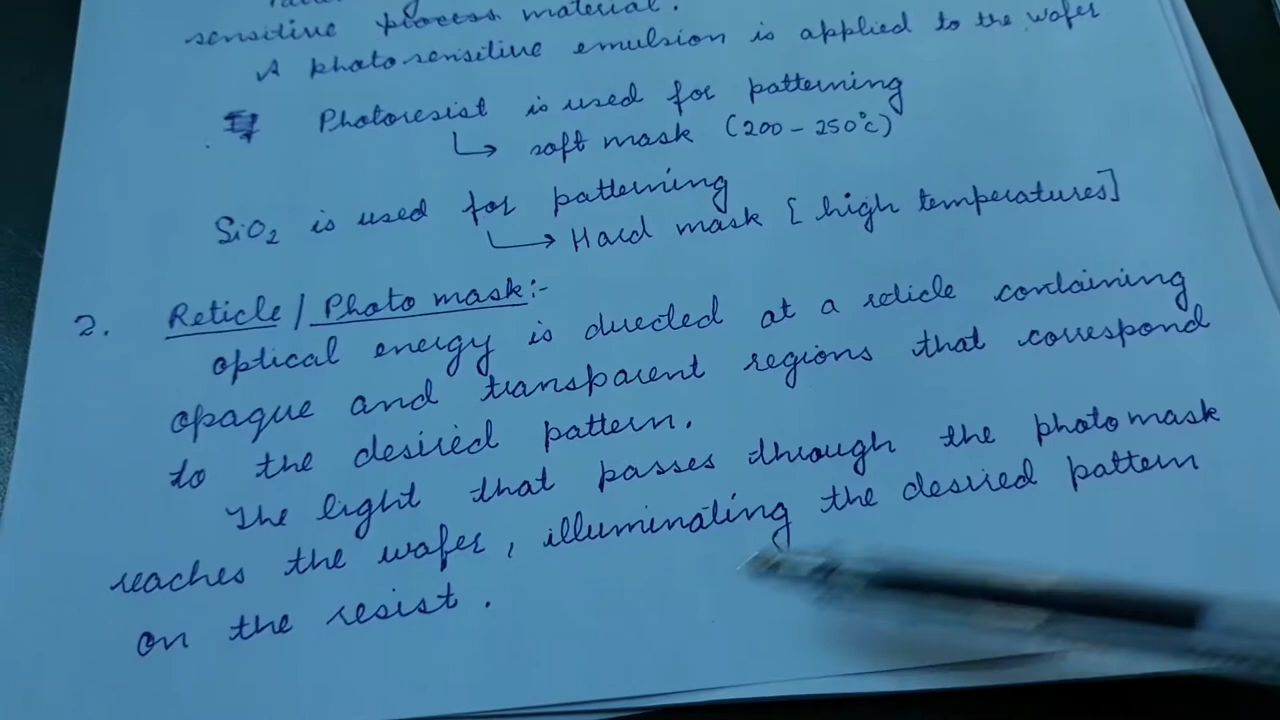 sensitive process material.
A photosensitive emulsion is applied to the wafer
Photoresist is used for patterning
↳ soft mask (200 - 250°c)
SiO2 is used for patterning
↳ Hard mask [ high temperatures]
2. Reticle / Photo mask:-
optical energy is directed at a reticle containing
opaque and transparent regions that correspond
to the desired pattern.
The light that passes through the photomask
reaches the wafer, illuminating the desired pattern
on the resist.